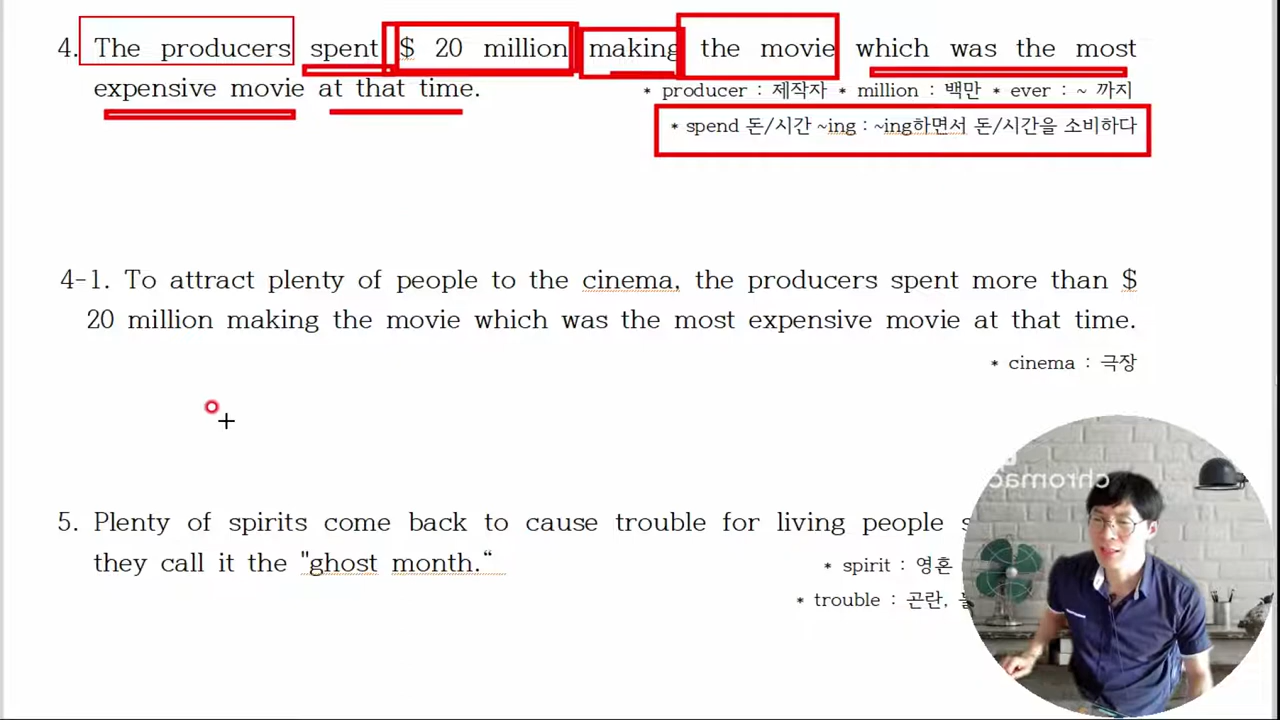 4. The producers spent $ 20 million making the movie which was the most
expensive movie at that time.
* producer : 제작자 * million : 백만 * ever : ~ 까지
* spend 돈/시간 ~ing : ~ing하면서 돈/시간을 소비하다
4-1. To attract plenty of people to the cinema, the producers spent more than $
20 million making the movie which was the most expensive movie at that time.
* cinema : 극장
5. Plenty of spirits come back to cause trouble for living people
they call it the "ghost month.“
* spirit : 영혼
* trouble : 곤란,